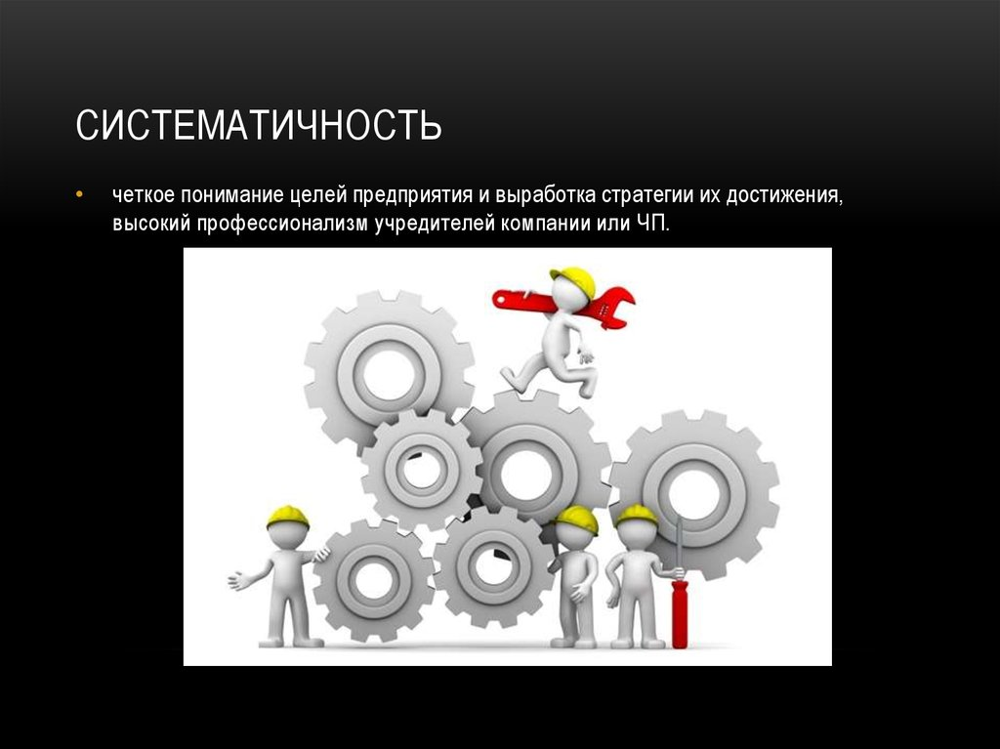 СИСТЕМАТИЧНОСТЬ
• четкое понимание целей предприятия и выработка стратегии их достижения,
высокий профессионализм учредителей компании или ЧП.